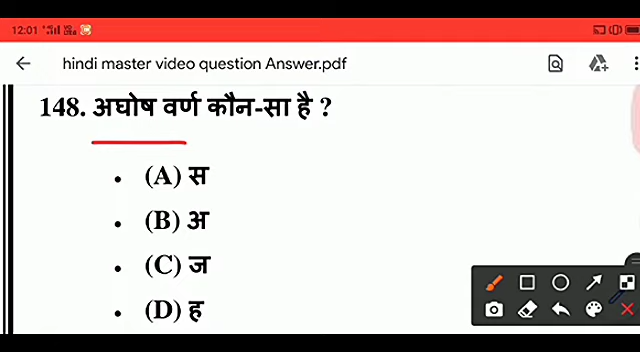 12:01
hindi master video question Answer.pdf
148. अघोष वर्ण कौन-सा है ?
• (A) स
• (B) अ
• (C) ज
• (D) ह